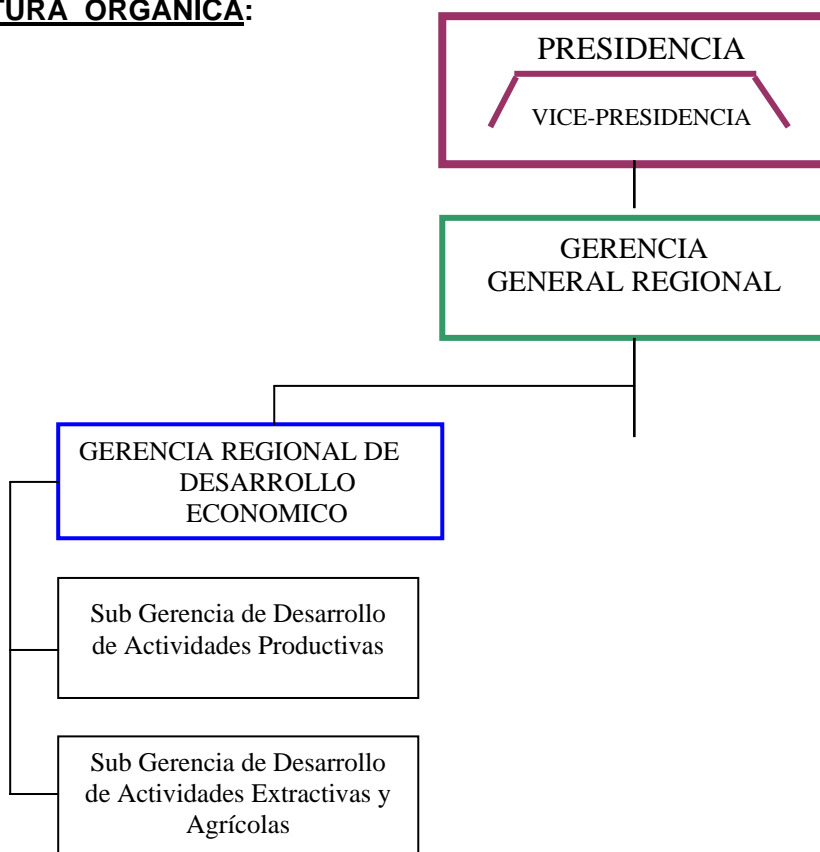 TURA ORGANICA:
PRESIDENCIA
VICE-PRESIDENCIA
GERENCIA
GENERAL REGIONAL
GERENCIA REGIONAL DE
DESARROLLO
ECONOMICO
Sub Gerencia de Desarrollo
de Actividades Productivas
Sub Gerencia de Desarrollo
de Actividades Extractivas y
Agrícolas